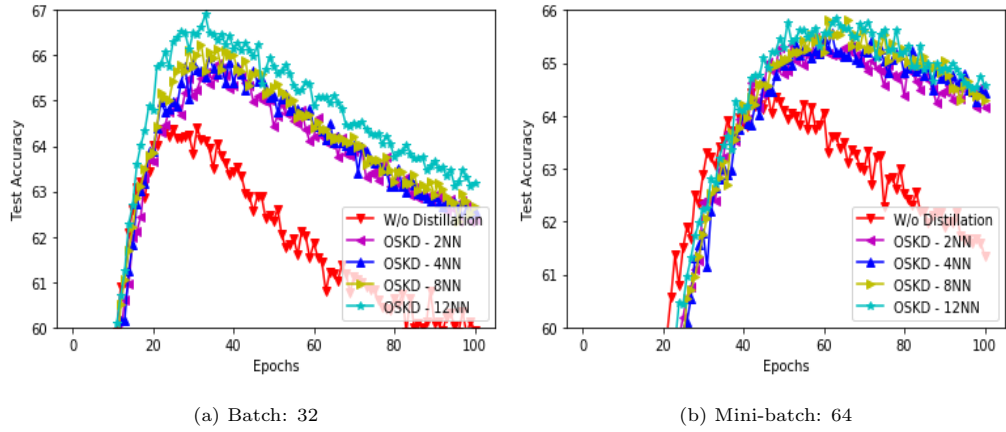 67
66
65
64
63
62
61
60
Test Accuracy
0
20
40
60
80
100
Epochs
W/o Distillation
OSKD - 2NN
OSKD - 4NN
OSKD - 8NN
OSKD - 12NN
(a) Batch: 32
66
65
64
63
62
61
60
Test Accuracy
0
20
40
60
80
100
Epochs
W/o Distillation
OSKD - 2NN
OSKD - 4NN
OSKD - 8NN
OSKD - 12NN
(b) Mini-batch: 64